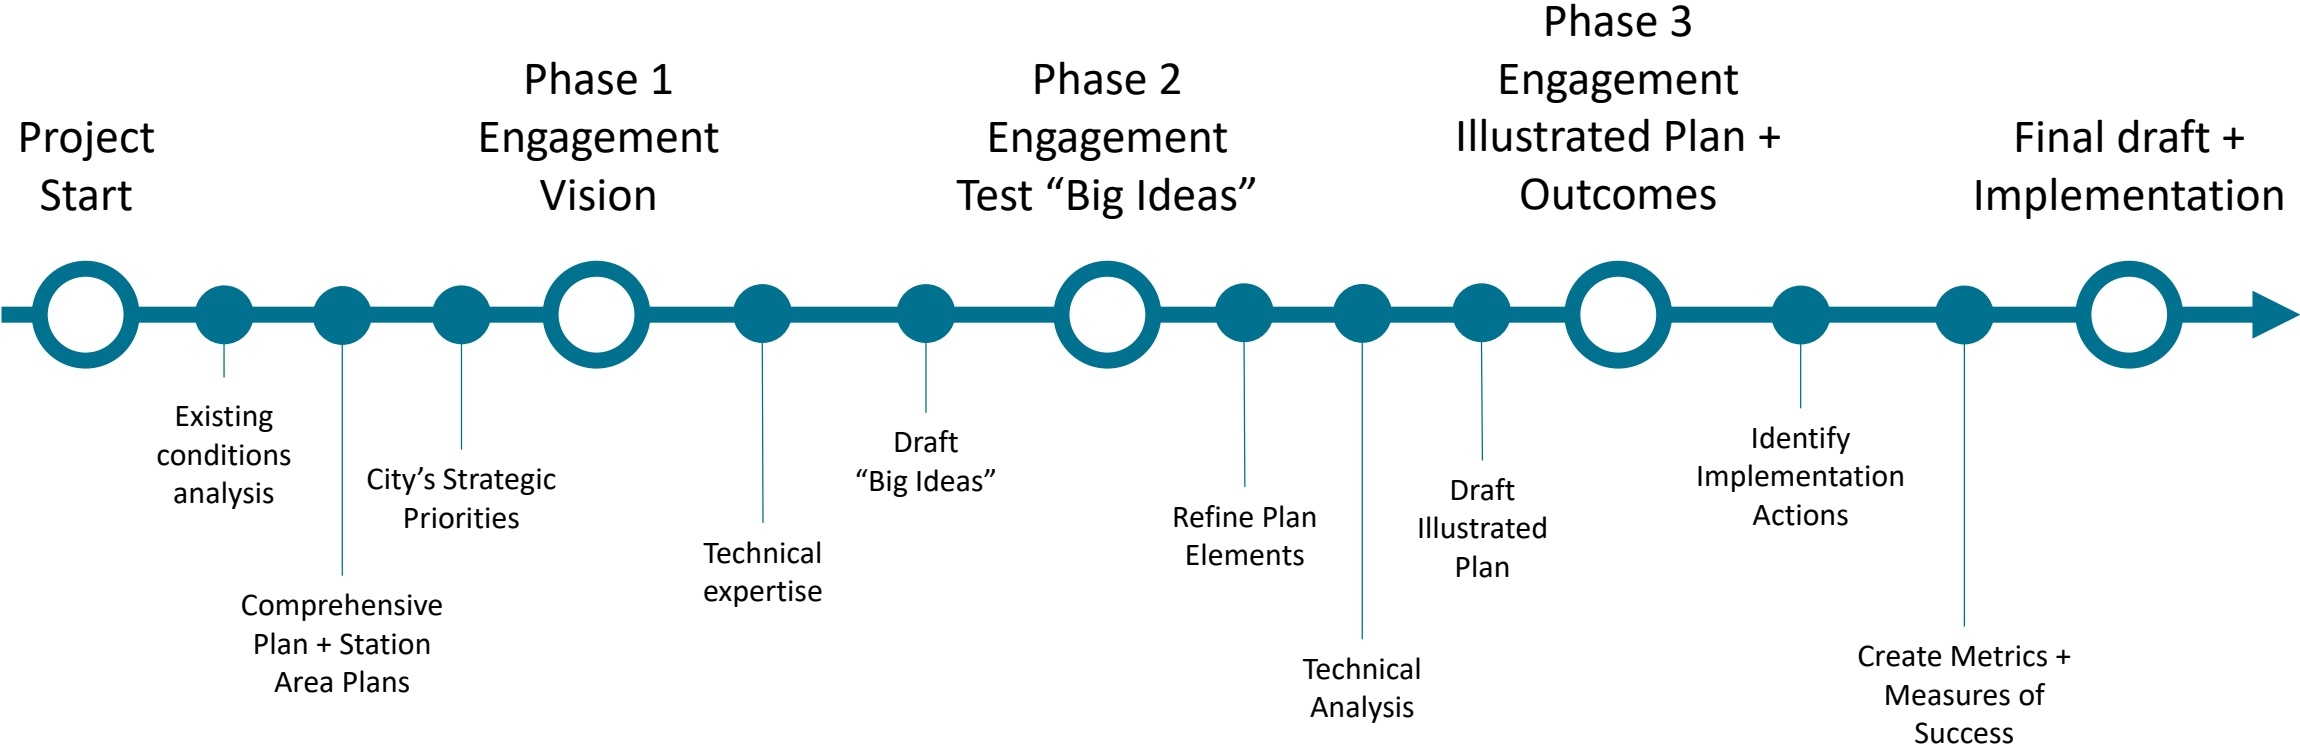 Project
Start
Phase 1
Engagement
Vision
Phase 2
Engagement
Test “Big Ideas”
Phase 3
Engagement
Illustrated Plan +
Outcomes
Final draft +
Implementation
Existing
conditions
analysis
Comprehensive
Plan + Station
Area Plans
City’s Strategic
Priorities
Technical
expertise
Draft
“Big Ideas”
Refine Plan
Elements
Technical
Analysis
Draft
Illustrated
Plan
Identify
Implementation
Actions
Create Metrics +
Measures of
Success